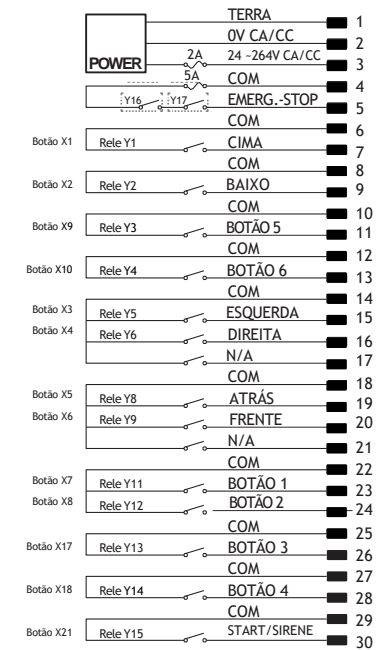 TERRA 1
0V CA/CC 2
POWER 2A 24 ~264V CA/CC 3
5A COM 4
Y16 Y17 EMERG.-STOP 5
COM 6
Botão X1 Rele Y1 CIMA 7
COM 8
Botão X2 Rele Y2 BAIXO 9
COM 10
Botão X9 Rele Y3 BOTÃO 5 11
COM 12
Botão X10 Rele Y4 BOTÃO 6 13
COM 14
Botão X3 Rele Y5 ESQUERDA 15
Botão X4 Rele Y6 DIREITA 16
N/A 17
COM 18
Botão X5 Rele Y8 ATRÁS 19
Botão X6 Rele Y9 FRENTE 20
N/A 21
COM 22
Botão X7 Rele Y11 BOTÃO 1 23
Botão X8 Rele Y12 BOTÃO 2 24
COM 25
Botão X17 Rele Y13 BOTÃO 3 26
COM 27
Botão X18 Rele Y14 BOTÃO 4 28
COM 29
Botão X21 Rele Y15 START/SIRENE 30